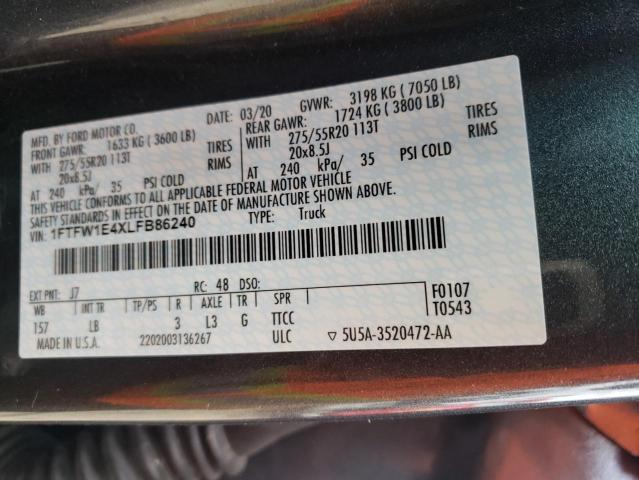 MFD. BY FORD MOTOR CO.
DATE: 03/20 GVWR: 3198 KG ( 7050 LB)
FRONT GAWR: 1633 KG ( 3600 LB)
REAR GAWR: 1724 KG ( 3800 LB)
WITH 275/55R20 113T TIRES
WITH 275/55R20 113T TIRES
20x8.5J RIMS
20x8.5J RIMS
AT 240 kPa/ 35 PSI COLD
AT 240 kPa/ 35 PSI COLD
THIS VEHICLE CONFORMS TO ALL APPLICABLE FEDERAL MOTOR VEHICLE
SAFETY STANDARDS IN EFFECT ON THE DATE OF MANUFACTURE SHOWN ABOVE.
VIN: 1FTFW1E4XLFB86240 TYPE: Truck
EXT PNT: J7 RC: 48 DSO:
WB INT TR TP/PS R AXLE TR SPR F0107
157 LB 3 L3 G TTCC T0543
MADE IN U.S.A. 2202003136267 ULC ▽ 5U5A-3520472-AA